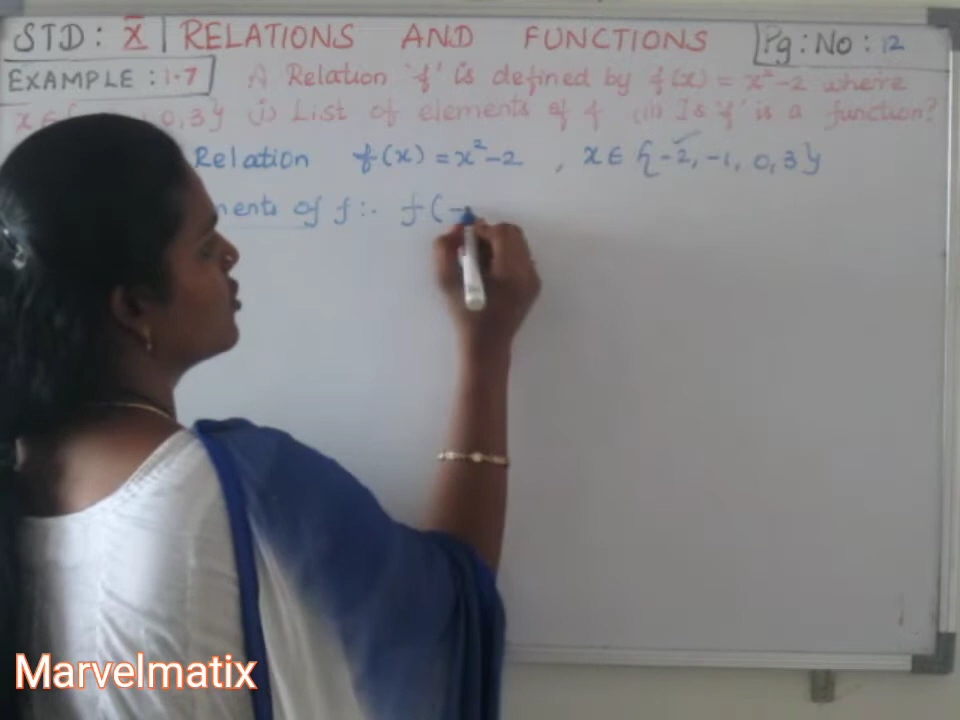 STD: X | RELATIONS AND FUNCTIONS Pg: No: 12
EXAMPLE: 1.7 A Relation 'f' is defined by f(x) = x² - 2 where
x ∈ { 0, 3} (i) List of elements of f (ii) Is 'f' is a function?
Relation f(x) = x² - 2 , x ∈ {-2, -1, 0, 3}
ments of f :- f(-
Marvelmatix